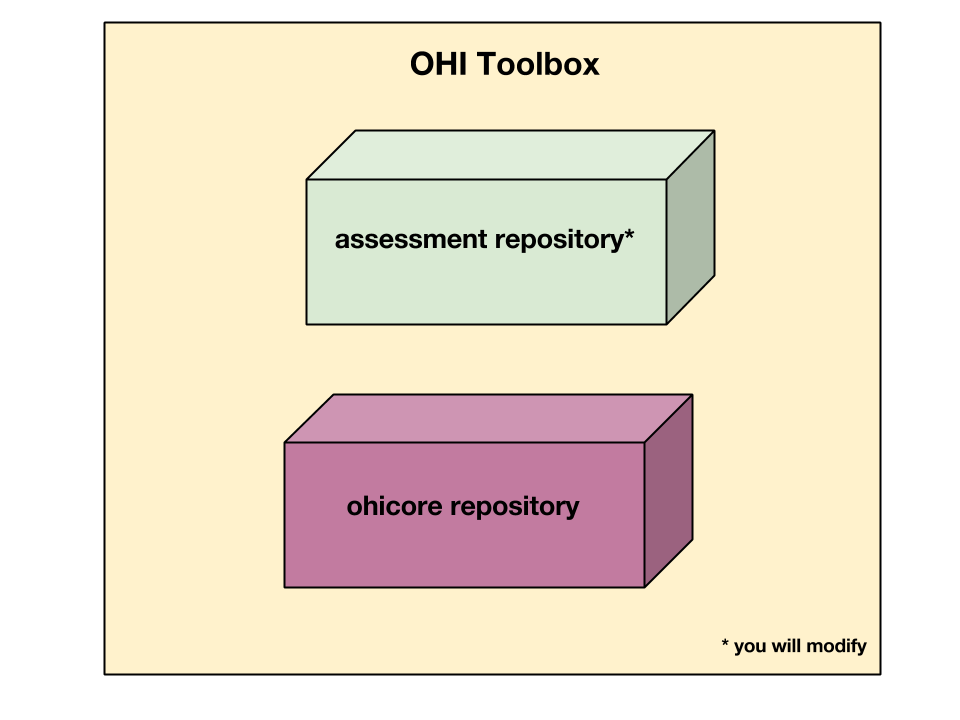 OHI Toolbox
assessment repository*
ohicore repository
* you will modify